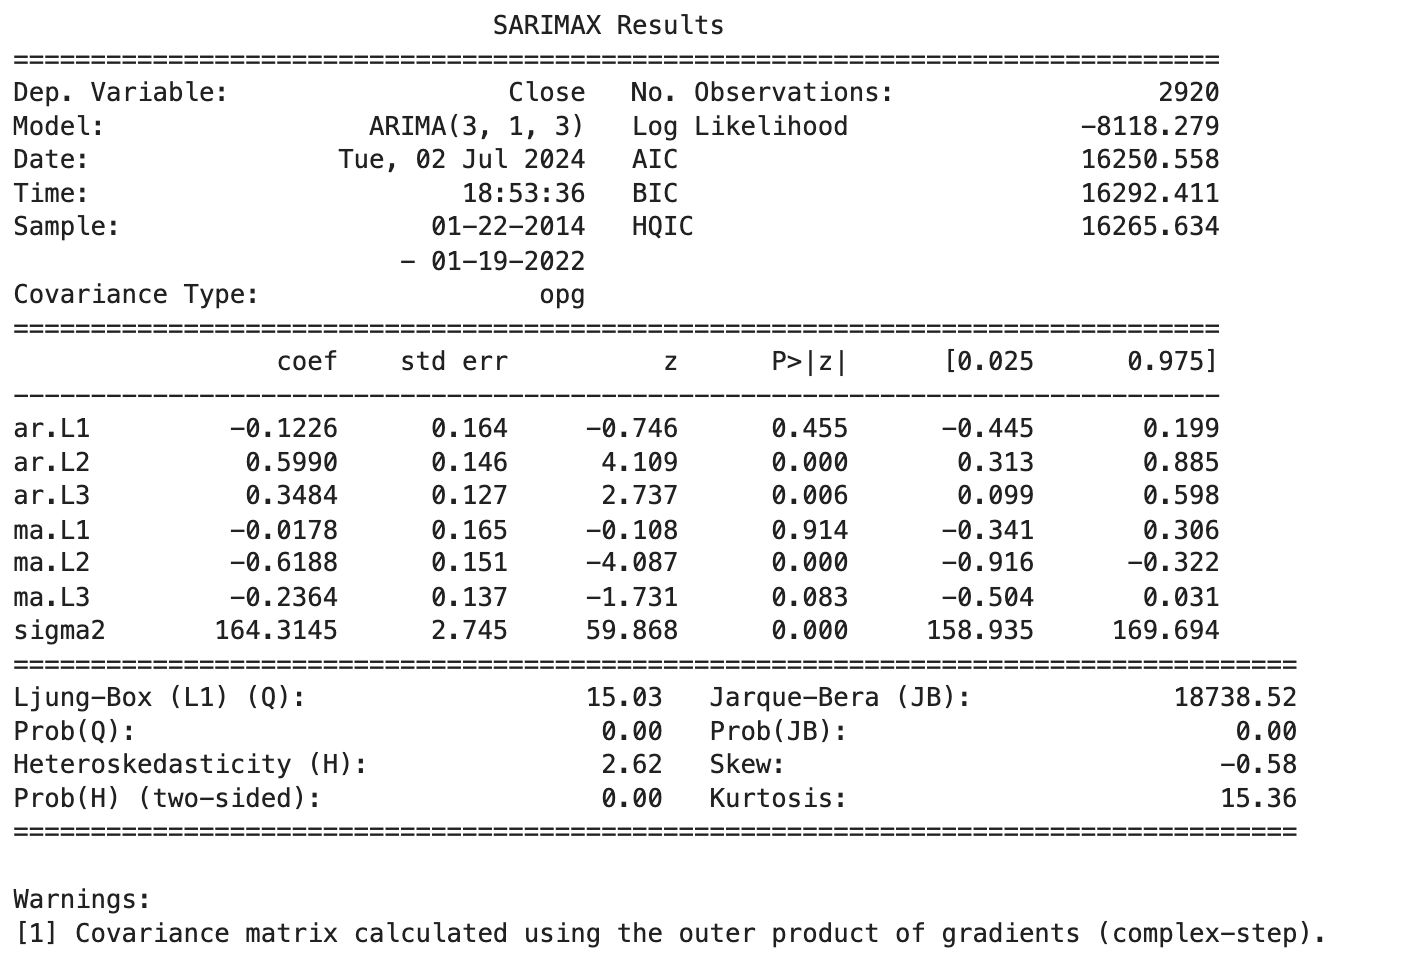 SARIMAX Results
==============================================================================
Dep. Variable:                  Close   No. Observations:                 2920
Model:                 ARIMA(3, 1, 3)   Log Likelihood               -8118.279
Date:                Tue, 02 Jul 2024   AIC                          16250.558
Time:                        18:53:36   BIC                          16292.411
Sample:                    01-22-2014   HQIC                         16265.634
                         - 01-19-2022
Covariance Type:                  opg
==============================================================================
                 coef    std err          z      P>|z|      [0.025      0.975]
------------------------------------------------------------------------------
ar.L1         -0.1226      0.164     -0.746      0.455      -0.445       0.199
ar.L2          0.5990      0.146      4.109      0.000       0.313       0.885
ar.L3          0.3484      0.127      2.737      0.006       0.099       0.598
ma.L1         -0.0178      0.165     -0.108      0.914      -0.341       0.306
ma.L2         -0.6188      0.151     -4.087      0.000      -0.916      -0.322
ma.L3         -0.2364      0.137     -1.731      0.083      -0.504       0.031
sigma2       164.3145      2.745     59.868      0.000     158.935     169.694
===================================================================================
Ljung-Box (L1) (Q):                  15.03   Jarque-Bera (JB):             18738.52
Prob(Q):                              0.00   Prob(JB):                         0.00
Heteroskedasticity (H):               2.62   Skew:                            -0.58
Prob(H) (two-sided):                  0.00   Kurtosis:                        15.36
===================================================================================
Warnings:
[1] Covariance matrix calculated using the outer product of gradients (complex-step).